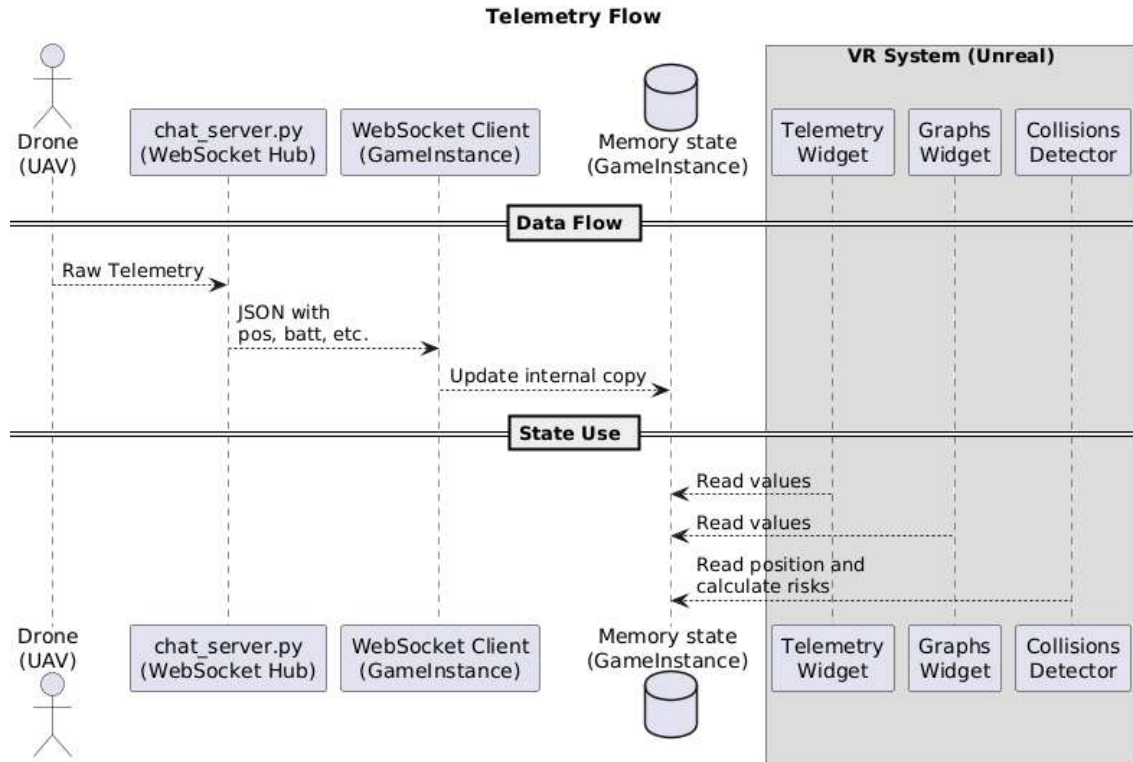 Telemetry Flow
VR System (Unreal)
Drone
(UAV)
chat_server.py
(WebSocket Hub)
WebSocket Client
(GameInstance)
Memory state
(GameInstance)
Telemetry
Widget
Graphs
Widget
Collisions
Detector
Data Flow
Raw Telemetry
JSON with
pos, batt, etc.
Update internal copy
State Use
Read values
Read values
Read position and
calculate risks
Drone
(UAV)
chat_server.py
(WebSocket Hub)
WebSocket Client
(GameInstance)
Memory state
(GameInstance)
Telemetry
Widget
Graphs
Widget
Collisions
Detector